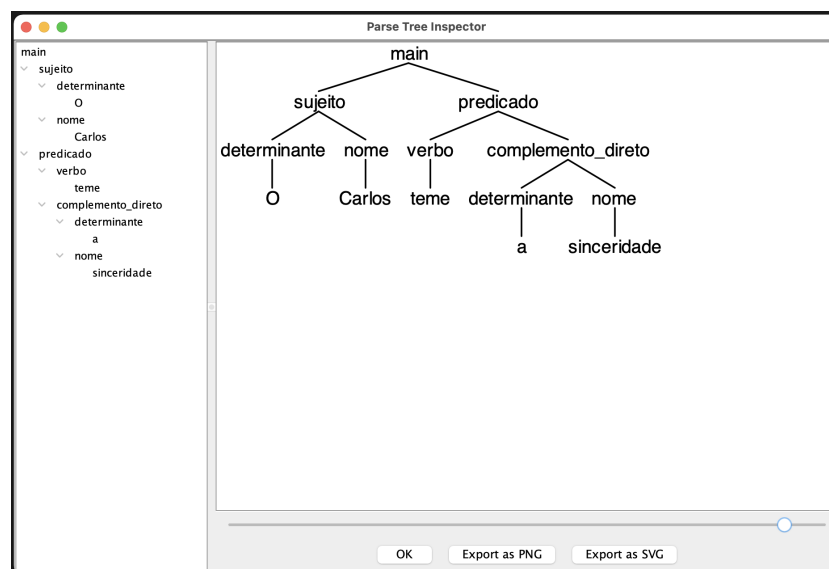 Parse Tree Inspector
main
sujeito
determinante
O
nome
Carlos
predicado
verbo
teme
complemento_direto
determinante
a
nome
sinceridade
main
sujeito predicado
determinante nome verbo complemento_direto
O Carlos teme determinante nome
a sinceridade
OK Export as PNG Export as SVG